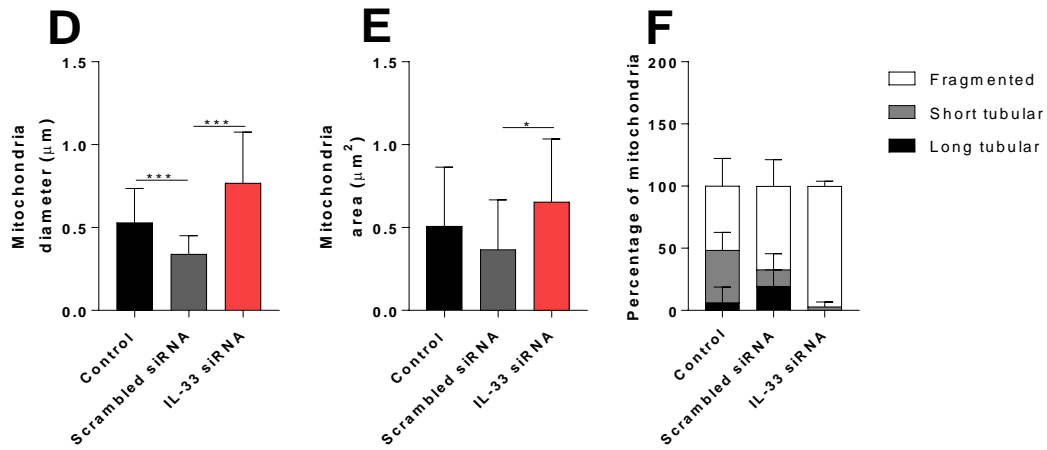 D
1.5
1.0
0.5
0.0
Mitochondria
diameter (μm)
***
***
Control
Scrambled siRNA
IL-33 siRNA
E
1.5
1.0
0.5
0.0
Mitochondria
area (μm²)
*
Control
Scrambled siRNA
IL-33 siRNA
F
200
150
100
50
0
Percentage of mitochondria
Control
Scrambled siRNA
IL-33 siRNA
Fragmented
Short tubular
Long tubular